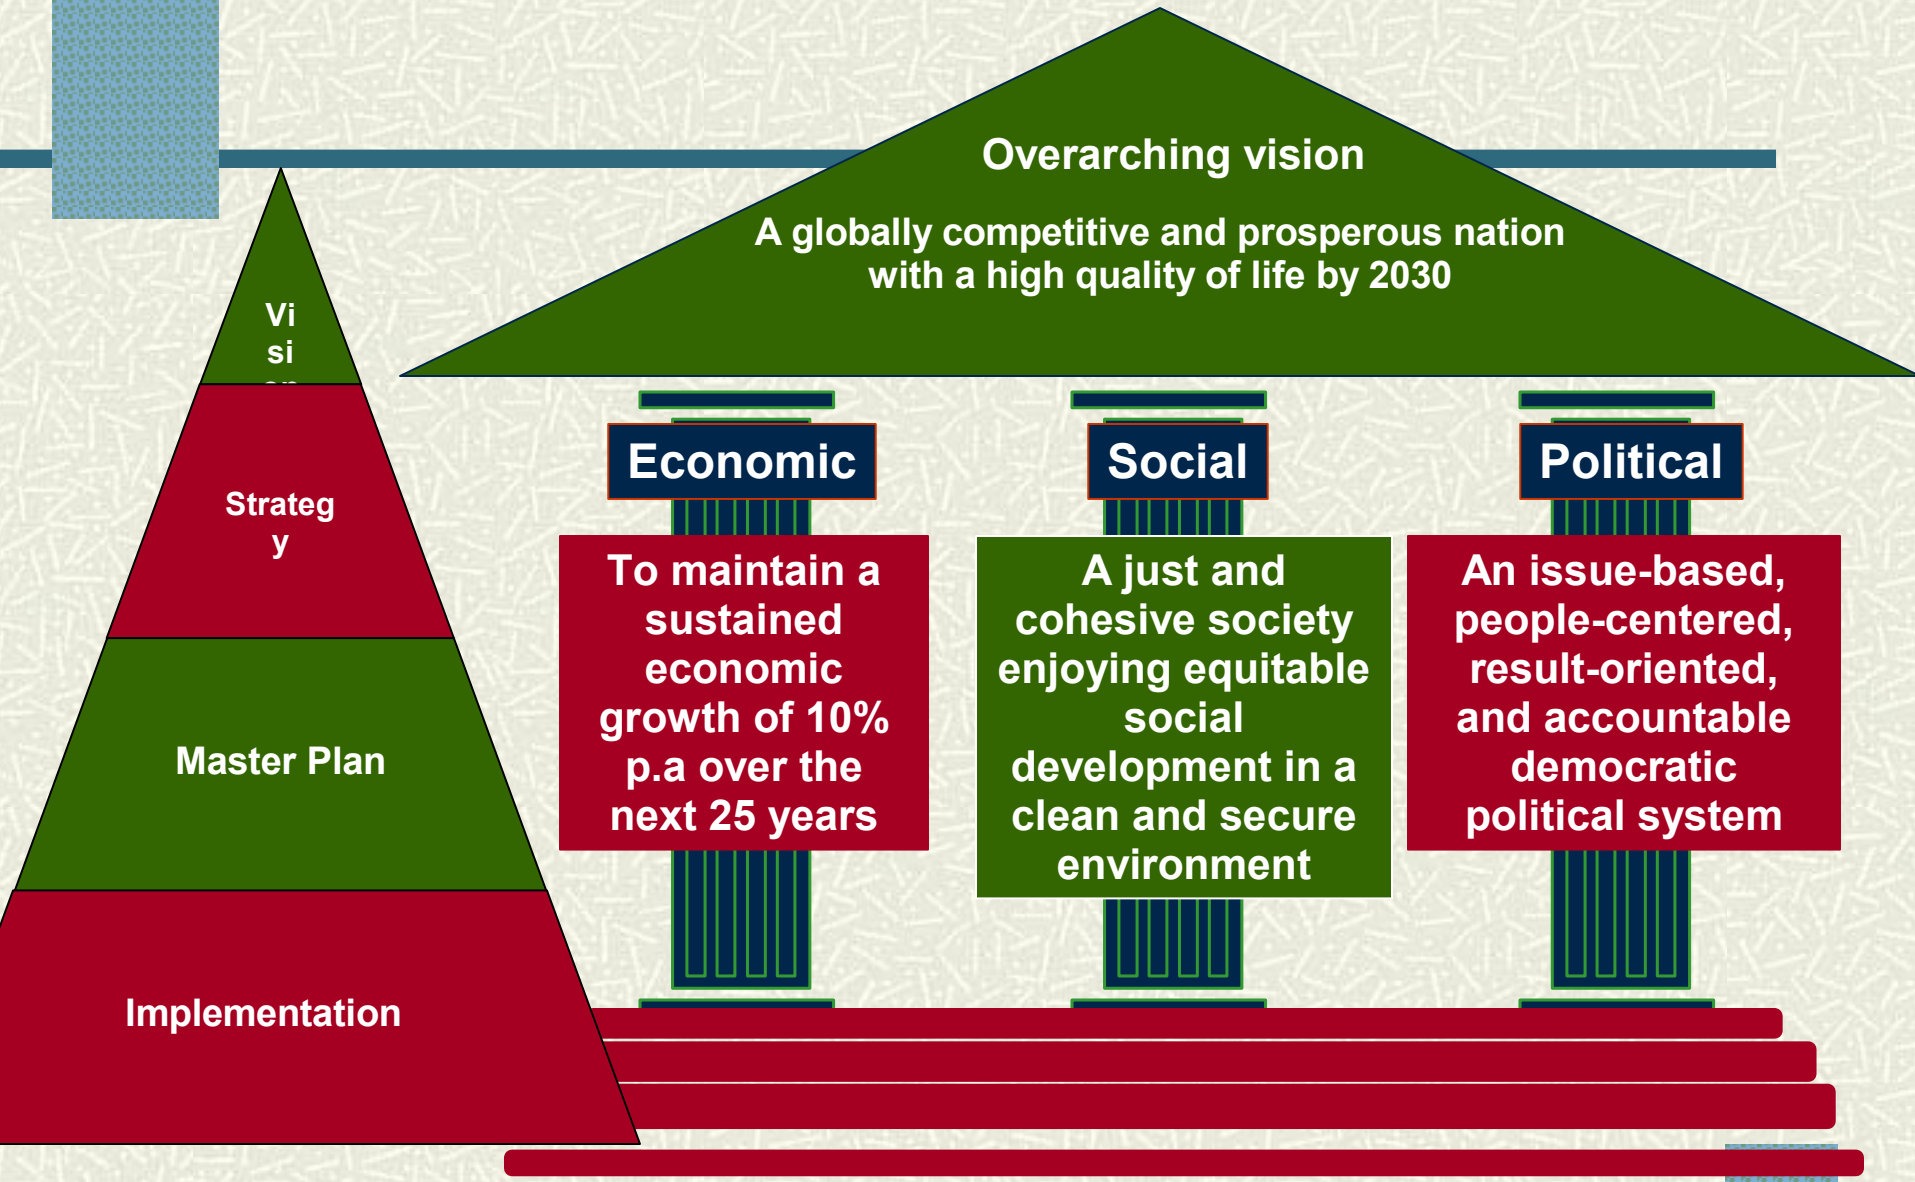 Overarching vision
A globally competitive and prosperous nation
with a high quality of life by 2030
Vi
si
on
Strateg
y
Master Plan
Implementation
Economic
To maintain a
sustained
economic
growth of 10%
p.a over the
next 25 years
Social
A just and
cohesive society
enjoying equitable
social
development in a
clean and secure
environment
Political
An issue-based,
people-centered,
result-oriented,
and accountable
democratic
political system